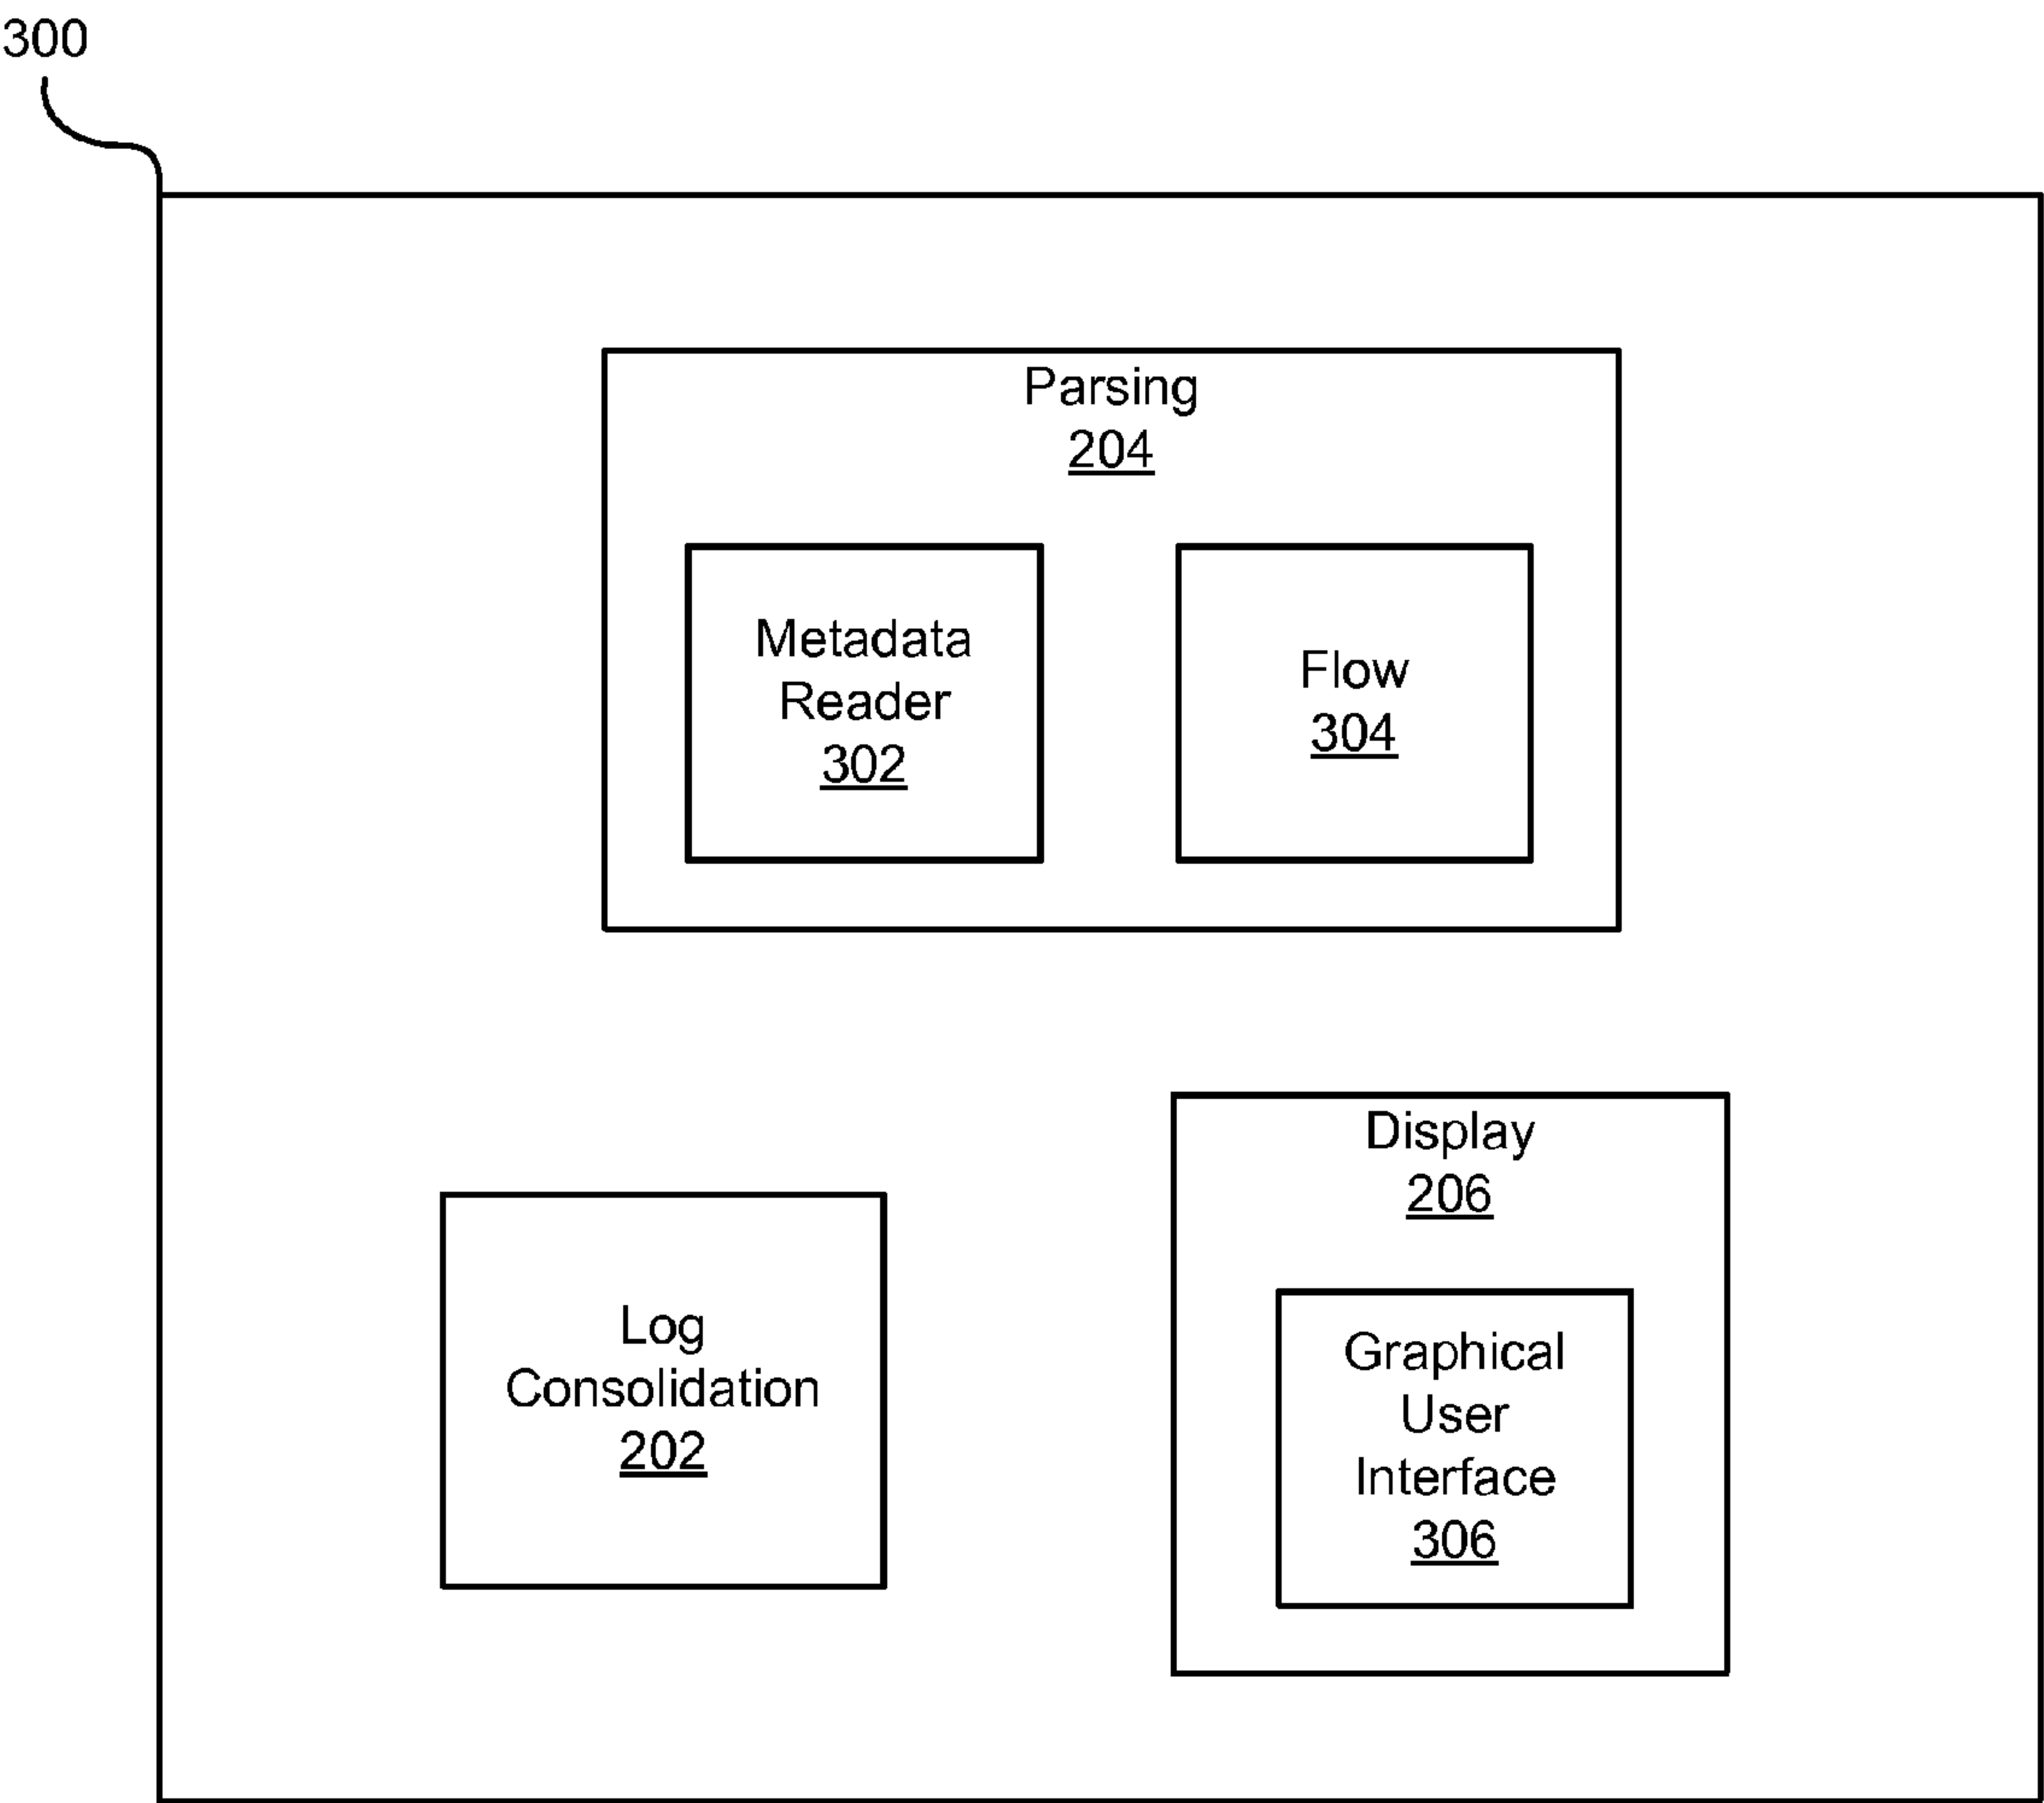 300
Parsing
204
Metadata
Reader
302
Flow
304
Display
206
Log
Consolidation
202
Graphical
User
Interface
306